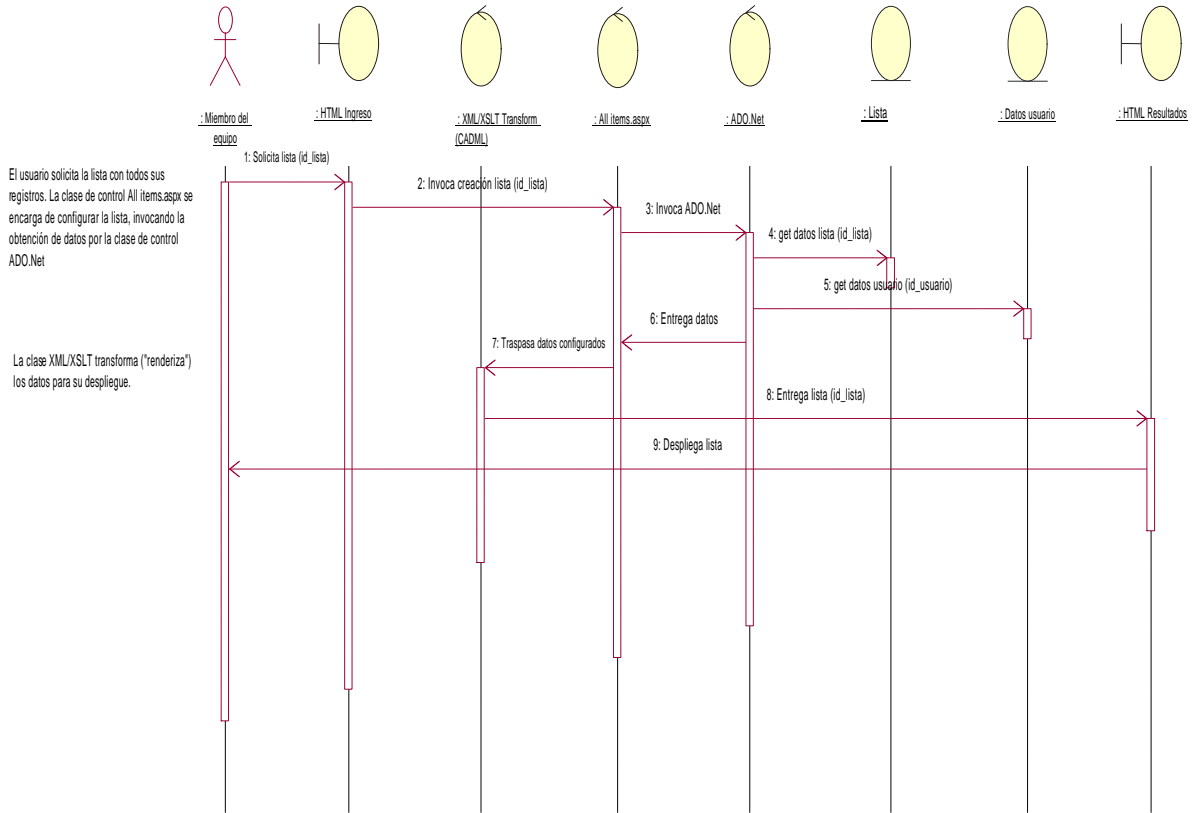 : Miembro del
equipo
: HTML Ingreso
: XML/XSLT Transform
(CADML)
: All items.aspx
: ADO.Net
: Lista
: Datos usuario
: HTML Resultados
El usuario solicita la lista con todos sus
registros. La clase de control All items.aspx se
encarga de configurar la lista, invocando la
obtención de datos por la clase de control
ADO.Net
1: Solicita lista (id_lista)
2: Invoca creación lista (id_lista)
3: Invoca ADO.Net
4: get datos lista (id_lista)
5: get datos usuario (id_usuario)
6: Entrega datos
7: Traspasa datos configurados
La clase XML/XSLT transforma ("renderiza")
los datos para su despliegue.
8: Entrega lista (id_lista)
9: Despliega lista